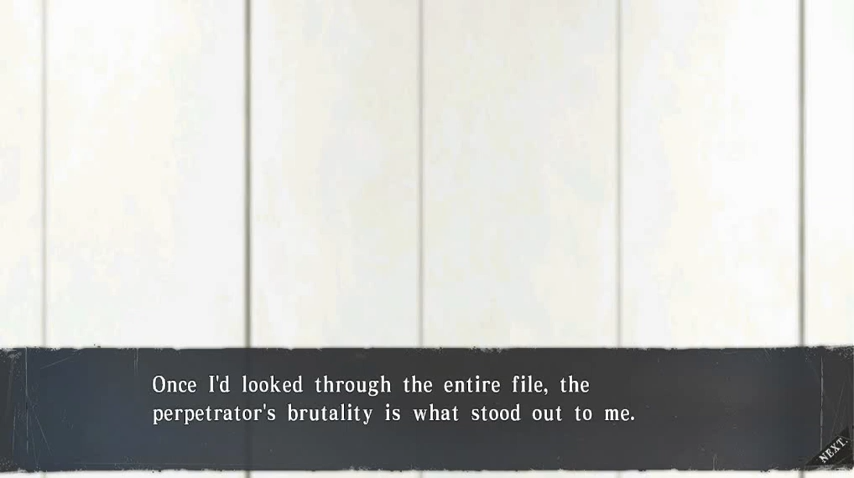 Once I'd looked through the entire file, the
perpetrator's brutality is what stood out to me.
NEXT.